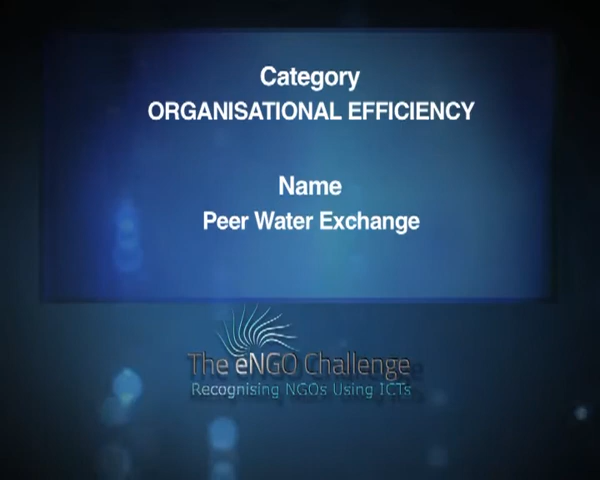 Category
ORGANISATIONAL EFFICIENCY
Name
Peer Water Exchange
The eNGO Challenge
Recognising NGOs Using ICTs